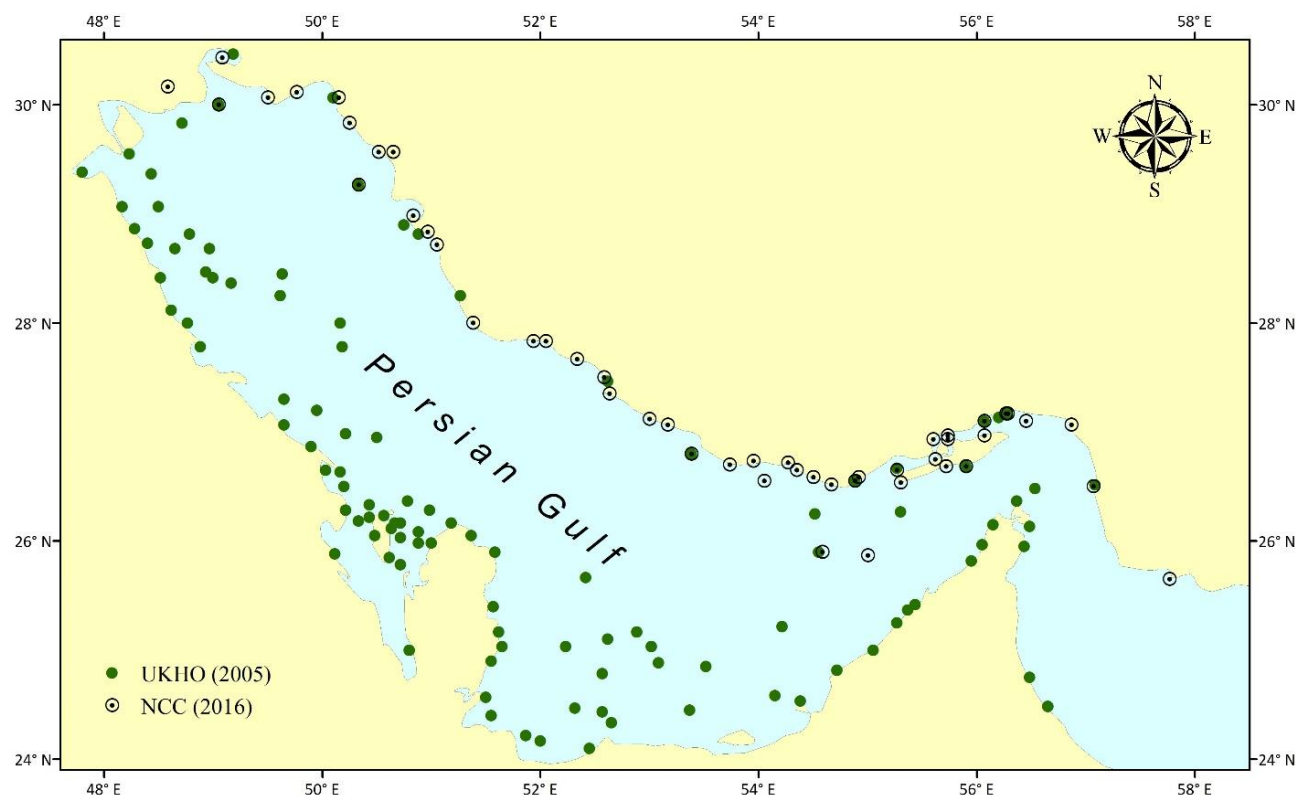 48° E 50° E 52° E 54° E 56° E 58° E
30° N 30° N
28° N 28° N
26° N 26° N
24° N 24° N
N
W E
S
Persian Gulf
UKHO (2005)
NCC (2016)
48° E 50° E 52° E 54° E 56° E 58° E